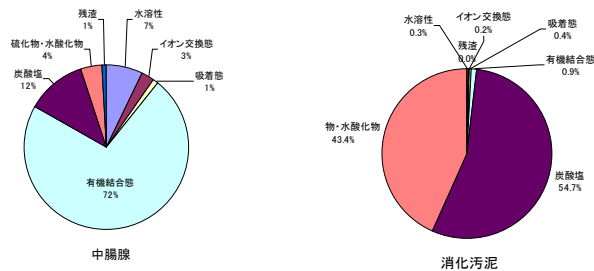 残渣
1%
水溶性
7%
硫化物・水酸化物
4%
イオン交換態
3%
炭酸塩
12%
吸着態
1%
有機結合態
72%
中腸腺
水溶性
0.3%
イオン交換態
0.2%
残渣
0.0%
吸着態
0.4%
有機結合態
0.9%
物・水酸化物
43.4%
炭酸塩
54.7%
消化汚泥